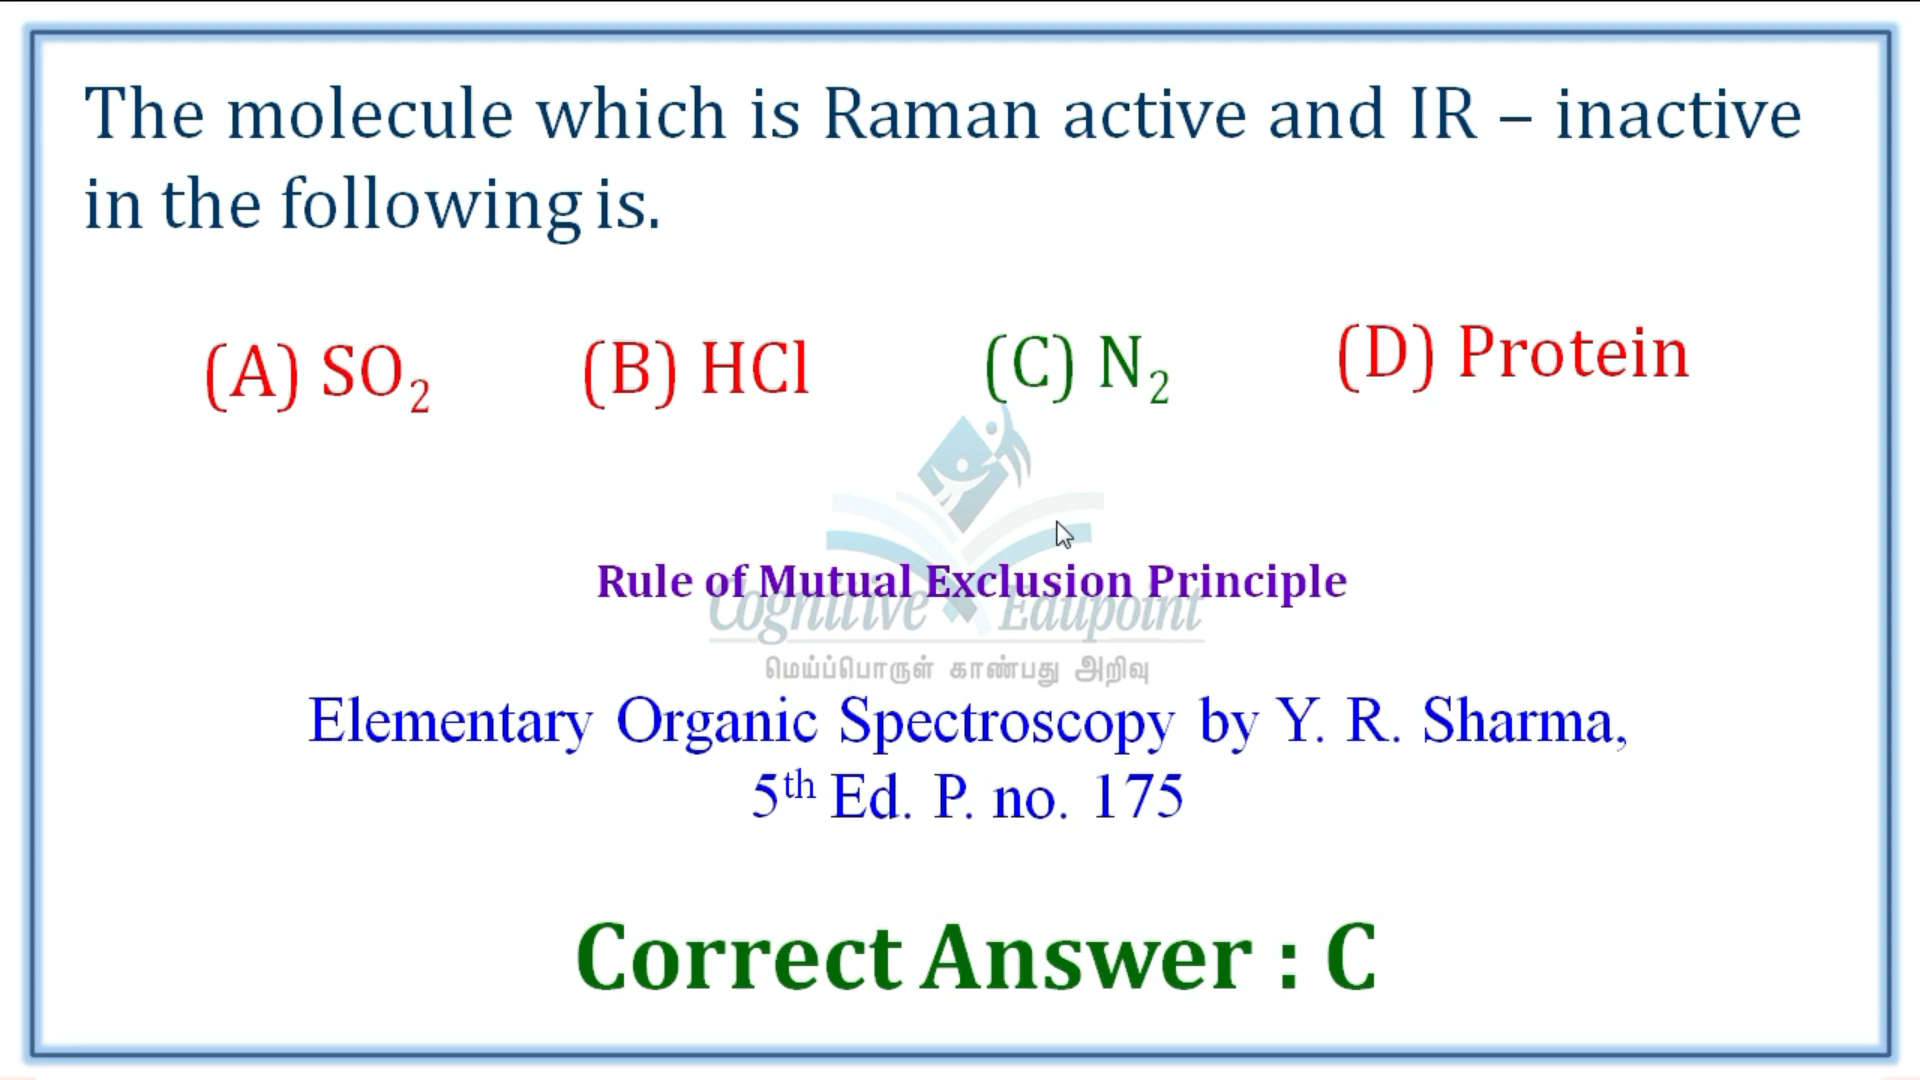 The molecule which is Raman active and IR – inactive
in the following is.
(A) SO₂ (B) HCl (C) N₂ (D) Protein
Rule of Mutual Exclusion Principle
Cognitive Edupoint
மெய்ப்பொருள் காண்பது அறிவு
Elementary Organic Spectroscopy by Y. R. Sharma,
5th Ed. P. no. 175
Correct Answer : C